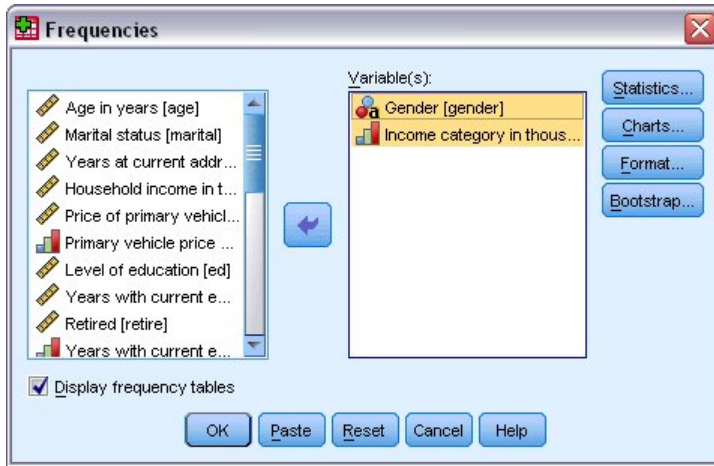 Frequencies
Age in years [age]
Marital status [marital]
Years at current addr...
Household income in t...
Price of primary vehicl...
Primary vehicle price ...
Level of education [ed]
Years with current e...
Retired [retire]
Years with current e...
Variable(s):
a Gender [gender]
Income category in thous...
Statistics...
Charts...
Format...
Bootstrap...
Display frequency tables
OK Paste Reset Cancel Help